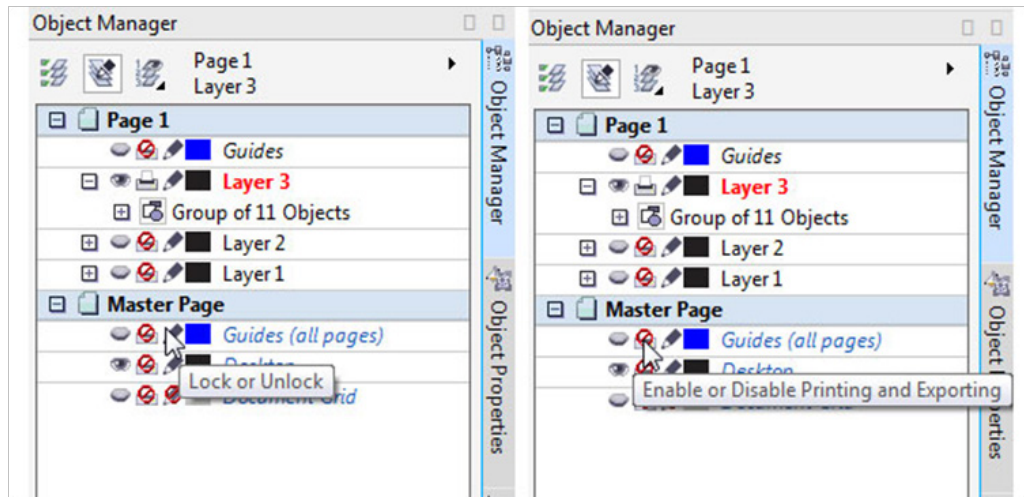 Object Manager
Page 1
Layer 3
Page 1
Guides
Layer 3
Group of 11 Objects
Layer 2
Layer 1
Master Page
Guides (all pages)
Desktop
Lock or Unlock
Document Grid
Object Manager
Object Properties
Object Manager
Page 1
Layer 3
Page 1
Guides
Layer 3
Group of 11 Objects
Layer 2
Layer 1
Master Page
Guides (all pages)
Desktop
Enable or Disable Printing and Exporting
Object Manager
Object